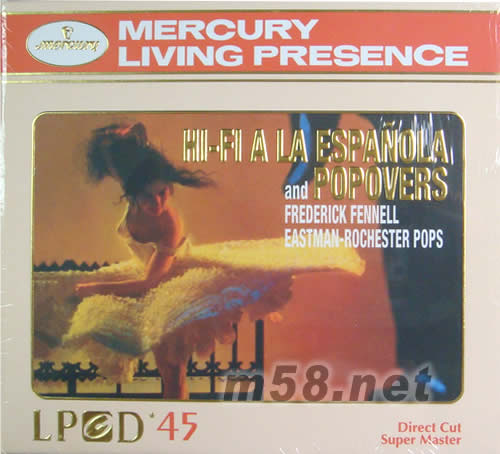 MERCURY
LIVING PRESENCE
mercury
HI-FI A LA ESPAÑOLA
and POPOVERS
FREDERICK FENNELL
EASTMAN-ROCHESTER POPS
m58.net
LPCD 45
Direct Cut
Super Master